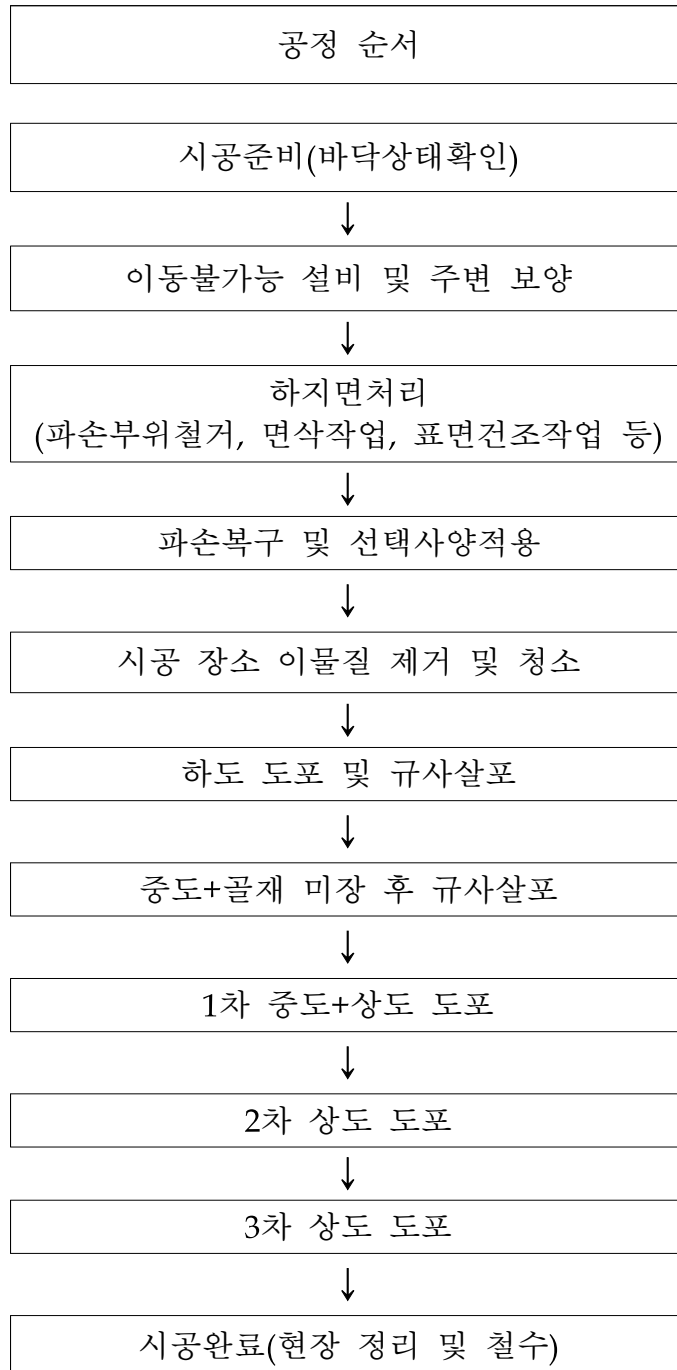 공정 순서
시공준비(바닥상태확인)
↓
이동불가능 설비 및 주변 보양
↓
하지면처리
(파손부위철거, 면삭작업, 표면건조작업 등)
↓
파손복구 및 선택사양적용
↓
시공 장소 이물질 제거 및 청소
↓
하도 도포 및 규사살포
↓
중도+골재 미장 후 규사살포
↓
1차 중도+상도 도포
↓
2차 상도 도포
↓
3차 상도 도포
↓
시공완료(현장 정리 및 철수)